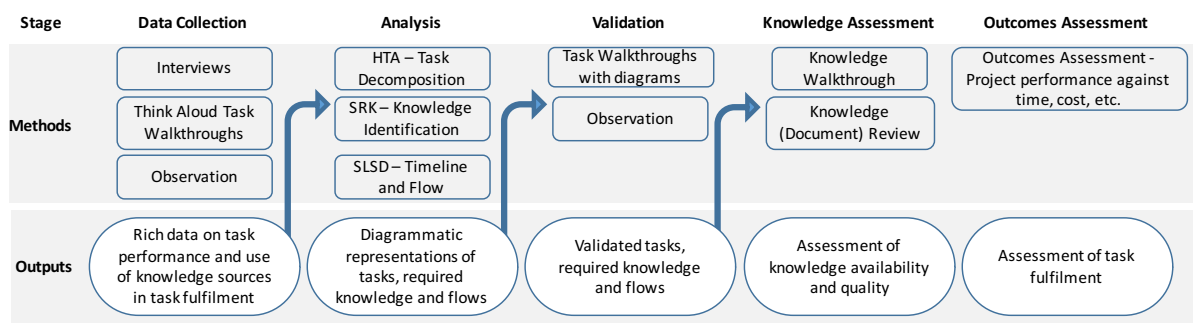 Stage
Data Collection
Analysis
Validation
Knowledge Assessment
Outcomes Assessment
Methods
Interviews
Think Aloud Task
Walkthroughs
Observation
HTA – Task
Decomposition
SRK – Knowledge
Identification
SLSD – Timeline
and Flow
Task Walkthroughs
with diagrams
Observation
Knowledge
Walkthrough
Knowledge
(Document) Review
Outcomes Assessment -
Project performance against
time, cost, etc.
Outputs
Rich data on task
performance and use
of knowledge sources
in task fulfilment
Diagrammatic
representations of
tasks, required
knowledge and flows
Validated tasks,
required knowledge
and flows
Assessment of
knowledge availability
and quality
Assessment of task
fulfilment